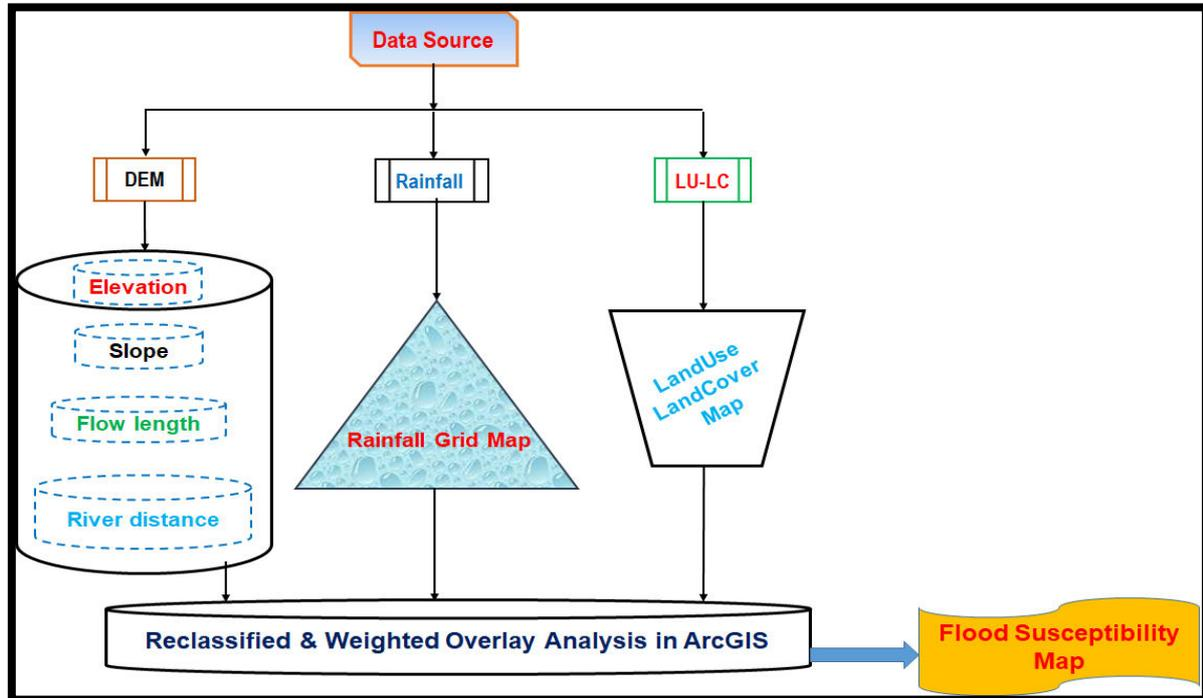 Data Source
DEM
Rainfall
LU-LC
Elevation
Slope
Flow length
River distance
Rainfall Grid Map
LandUse
LandCover
Map
Reclassified & Weighted Overlay Analysis in ArcGIS
Flood Susceptibility
Map